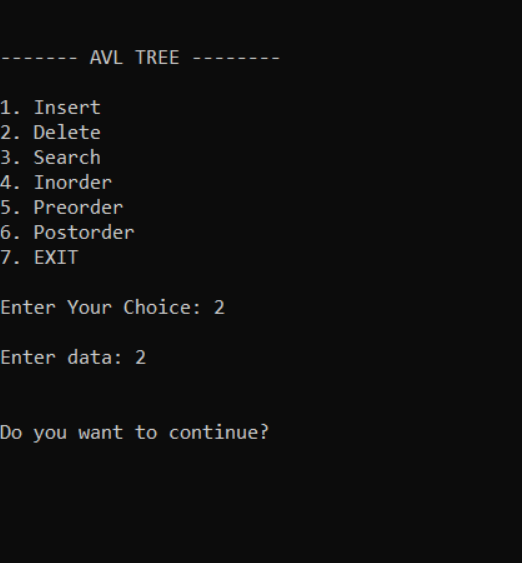 ------- AVL TREE --------
1. Insert
2. Delete
3. Search
4. Inorder
5. Preorder
6. Postorder
7. EXIT
Enter Your Choice: 2
Enter data: 2
Do you want to continue?